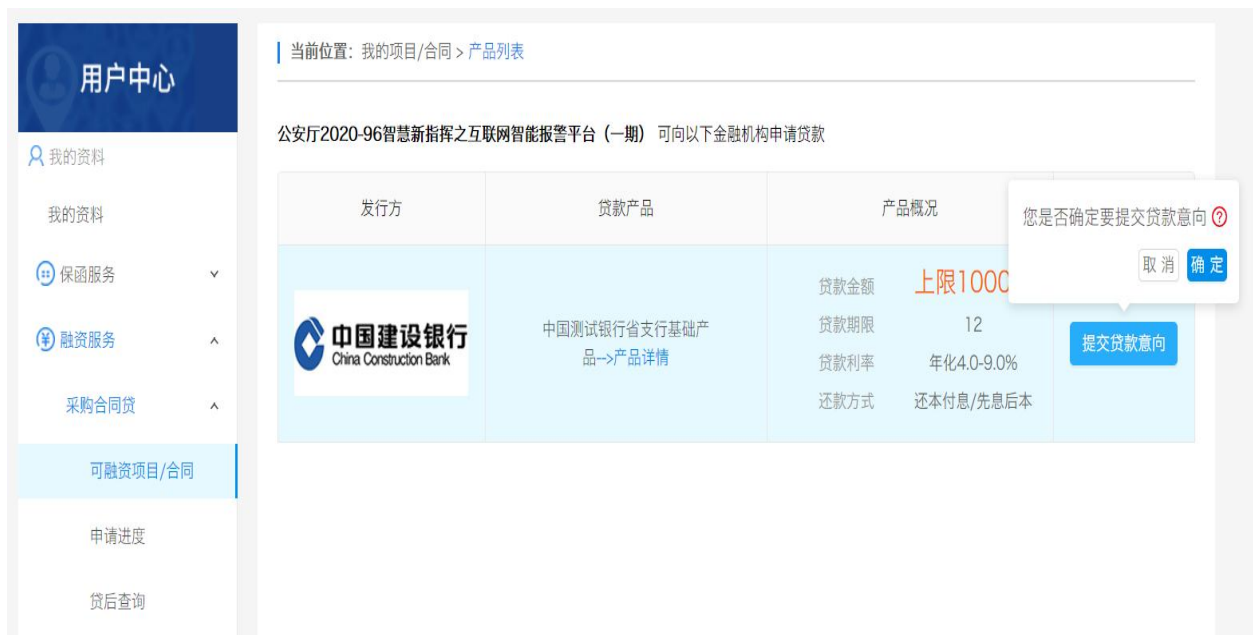 用户中心
我的资料
我的资料
保函服务
融资服务
采购合同贷
可融资项目/合同
申请进度
贷后查询
当前位置：我的项目/合同 > 产品列表
公安厅2020-96智慧新指挥之互联网智能报警平台（一期） 可向以下金融机构申请贷款
发行方 贷款产品 产品概况
您是否确定要提交贷款意向
取 消 确 定
中国建设银行
China Construction Bank
中国测试银行省支行基础产
品-->产品详情
贷款金额 上限1000
贷款期限 12
贷款利率 年化4.0-9.0%
还款方式 还本付息/先息后本
提交贷款意向